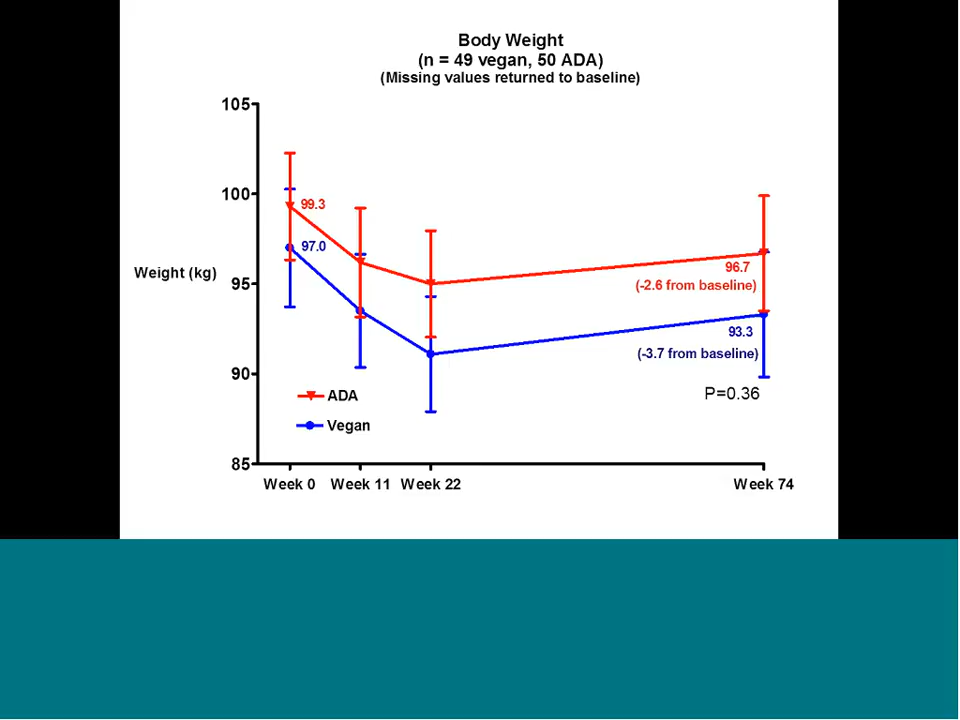 Body Weight
(n = 49 vegan, 50 ADA)
(Missing values returned to baseline)
105
100
95
90
85
Weight (kg)
99.3
97.0
96.7
(-2.6 from baseline)
93.3
(-3.7 from baseline)
P=0.36
ADA
Vegan
Week 0 Week 11 Week 22 Week 74